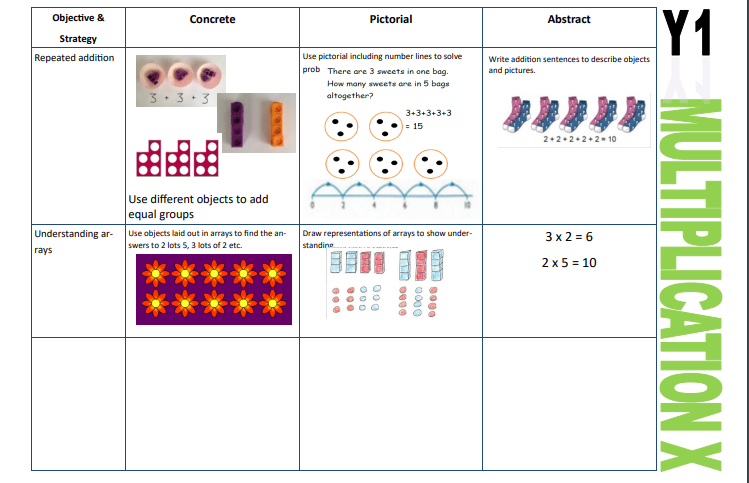 Objective &
Strategy
Concrete
Pictorial
Abstract
Y1
MULTIPLICATION X
Repeated addition
3 + 3 + 3
Use different objects to add
equal groups
Use pictorial including number lines to solve
prob
There are 3 sweets in one bag.
How many sweets are in 5 bags
altogether?
3+3+3+3+3
= 15
0 2 4 6 8 10
Write addition sentences to describe objects
and pictures.
2 + 2 + 2 + 2 + 2 = 10
Understanding ar-
rays
Use objects laid out in arrays to find the an-
swers to 2 lots 5, 3 lots of 2 etc.
Draw representations of arrays to show under-
standing
3 x 2 = 6
2 x 5 = 10